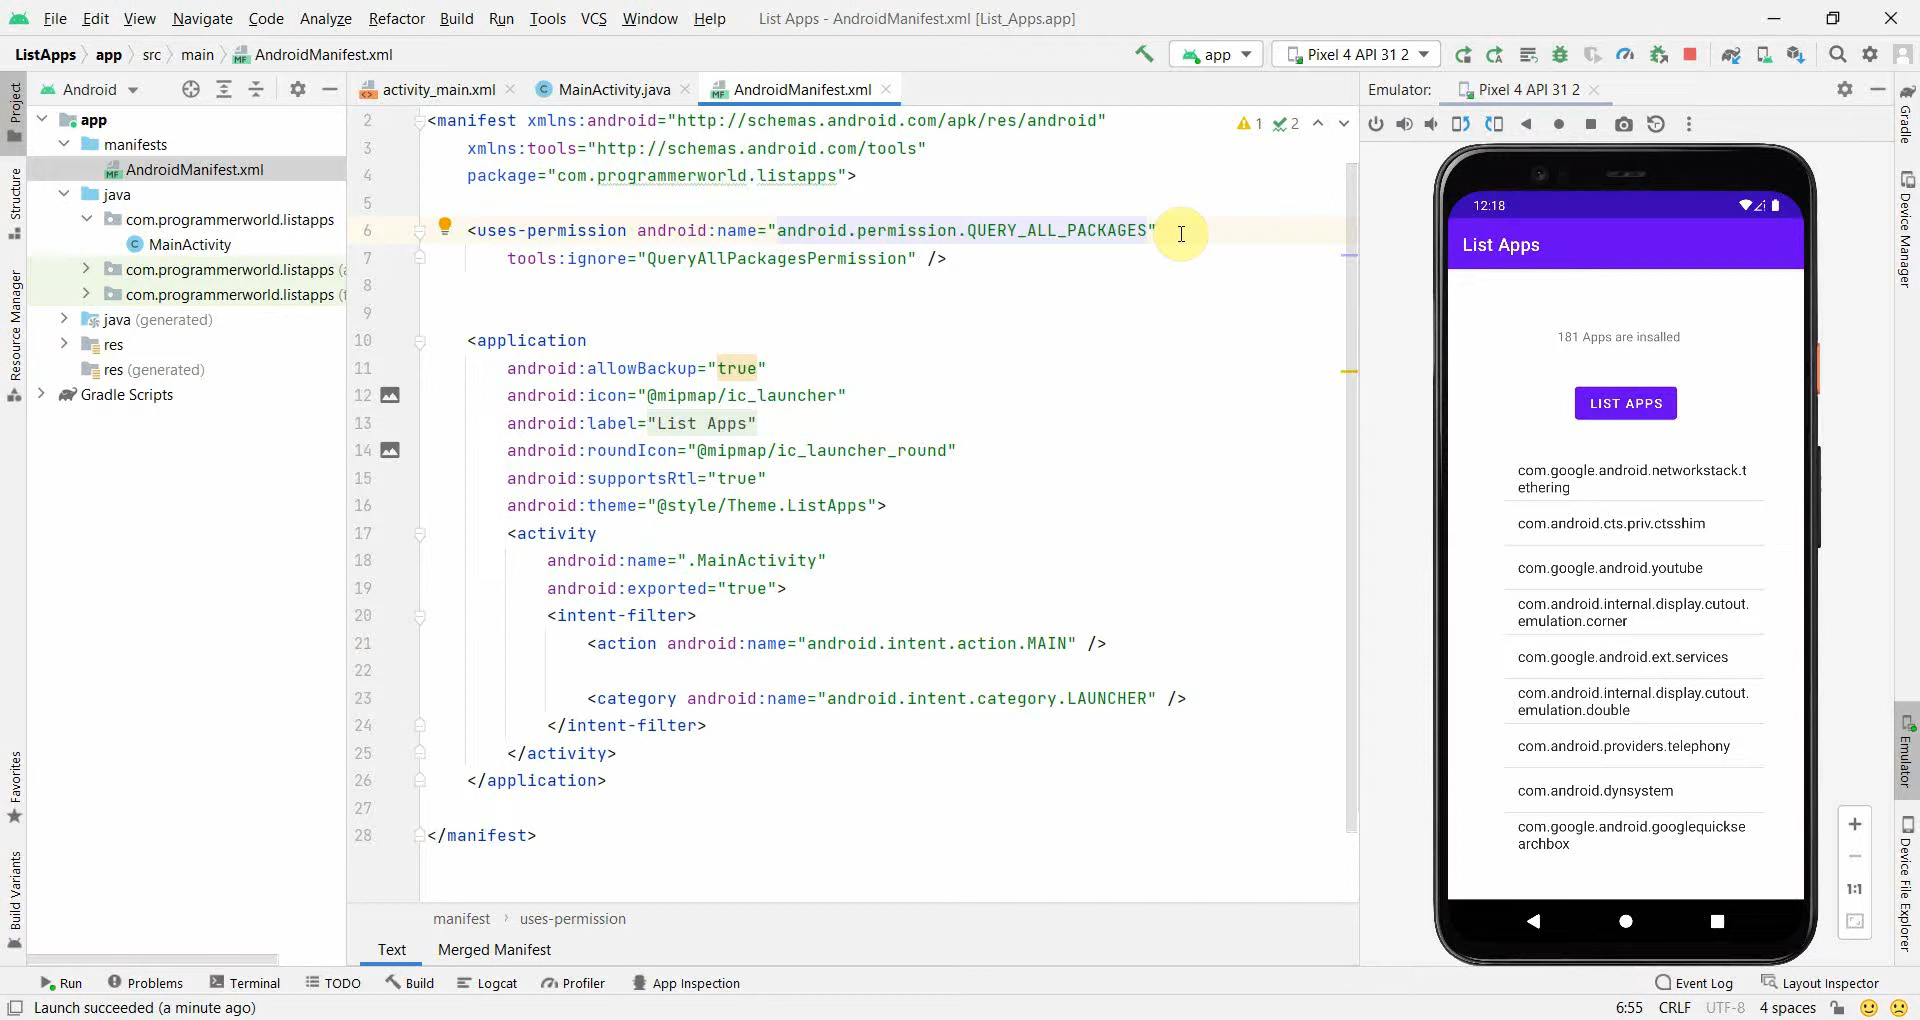 File Edit View Navigate Code Analyze Refactor Build Run Tools VCS Window Help List Apps - AndroidManifest.xml [List_Apps.app]
ListApps app src main AndroidManifest.xml
app Pixel 4 API 31 2
Project
Structure
Resource Manager
Favorites
Build Variants
Android
app
manifests
AndroidManifest.xml
java
com.programmerworld.listapps
MainActivity
com.programmerworld.listapps (a
com.programmerworld.listapps (t
java (generated)
res
res (generated)
Gradle Scripts
activity_main.xml MainActivity.java AndroidManifest.xml
1 2
2 <manifest xmlns:android="http://schemas.android.com/apk/res/android"
3 xmlns:tools="http://schemas.android.com/tools"
4 package="com.programmerworld.listapps">
5
6 <uses-permission android:name="android.permission.QUERY_ALL_PACKAGES"
7 tools:ignore="QueryAllPackagesPermission" />
8
9
10 <application
11 android:allowBackup="true"
12 android:icon="@mipmap/ic_launcher"
13 android:label="List Apps"
14 android:roundIcon="@mipmap/ic_launcher_round"
15 android:supportsRtl="true"
16 android:theme="@style/Theme.ListApps">
17 <activity
18 android:name=".MainActivity"
19 android:exported="true">
20 <intent-filter>
21 <action android:name="android.intent.action.MAIN" />
22
23 <category android:name="android.intent.category.LAUNCHER" />
24 </intent-filter>
25 </activity>
26 </application>
27
28 </manifest>
manifest uses-permission
Text Merged Manifest
Emulator: Pixel 4 API 31 2
12:18
List Apps
181 Apps are insalled
LIST APPS
com.google.android.networkstack.t
ethering
com.android.cts.priv.ctsshim
com.google.android.youtube
com.android.internal.display.cutout.
emulation.corner
com.google.android.ext.services
com.android.internal.display.cutout.
emulation.double
com.android.providers.telephony
com.android.dynsystem
com.google.android.googlequickse
archbox
1:1
Gradle
Device Manager
Emulator
Device File Explorer
Run Problems Terminal TODO Build Logcat Profiler App Inspection Event Log Layout Inspector
Launch succeeded (a minute ago) 6:55 CRLF UTF-8 4 spaces